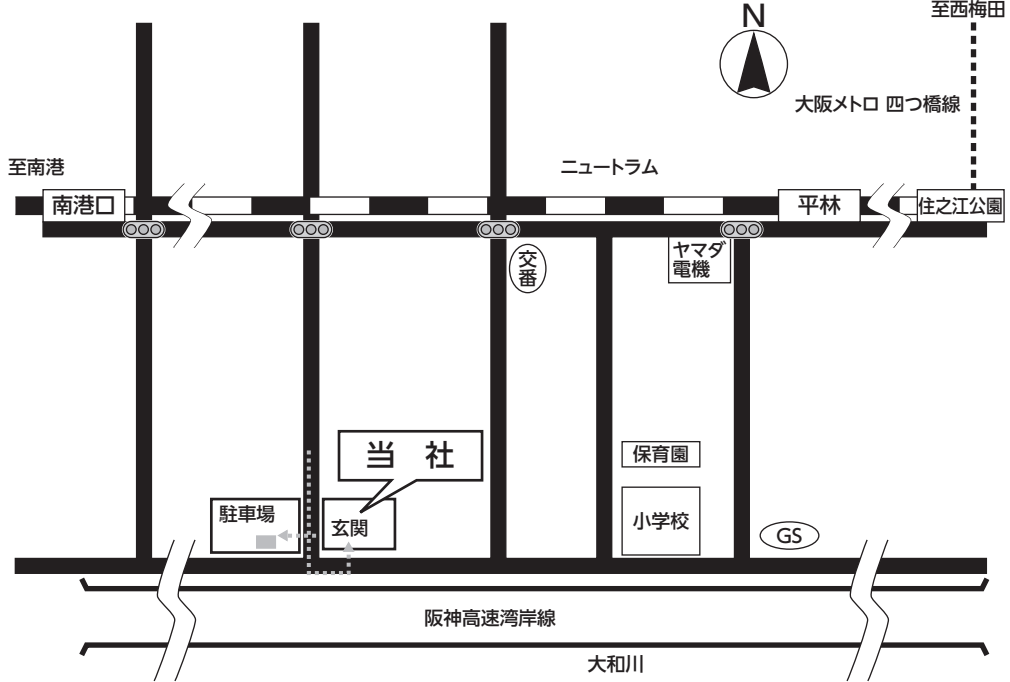 至西梅田
N
大阪メトロ 四つ橋線
至南港
ニュートラム
南港口
平林
住之江公園
交番
ヤマダ
電機
当 社
保育園
駐車場
玄関
小学校
GS
阪神高速湾岸線
大和川